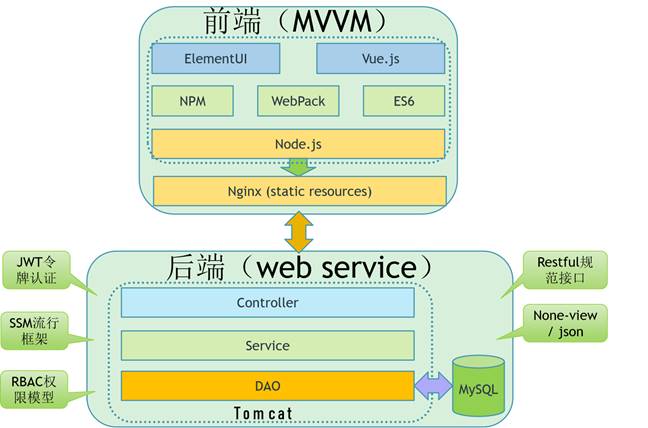 前端（MVVM）
ElementUI
Vue.js
NPM
WebPack
ES6
Node.js
Nginx (static resources)
后端（web service）
JWT令
牌认证
Restful规
范接口
Controller
SSM流行
框架
None-view
/ json
Service
RBAC权
限模型
DAO
MySQL
Tomcat